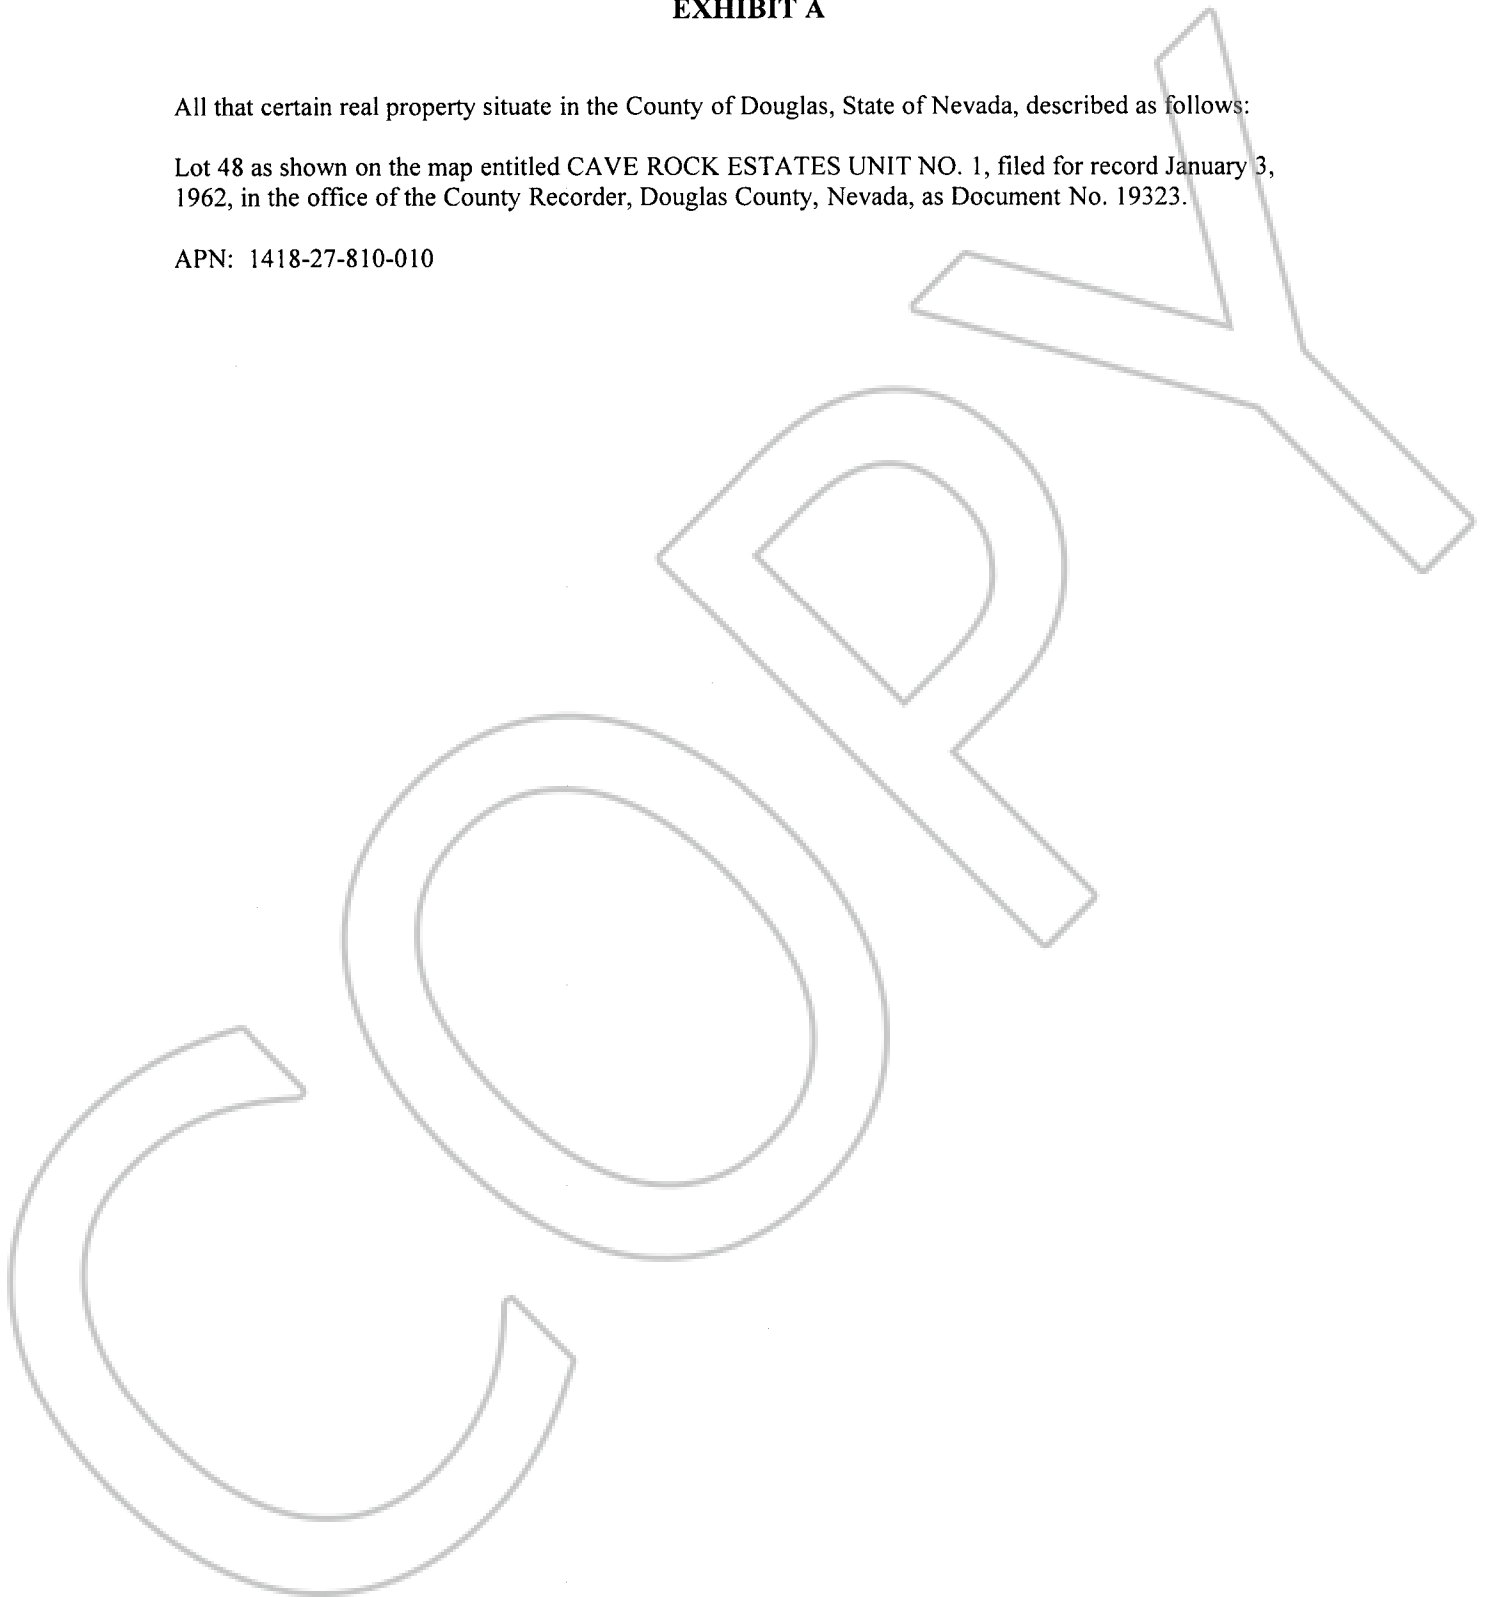 EXHIBIT A
All that certain real property situate in the County of Douglas, State of Nevada, described as follows:
Lot 48 as shown on the map entitled CAVE ROCK ESTATES UNIT NO. 1, filed for record January 3,
1962, in the office of the County Recorder, Douglas County, Nevada, as Document No. 19323.
APN: 1418-27-810-010
COPY